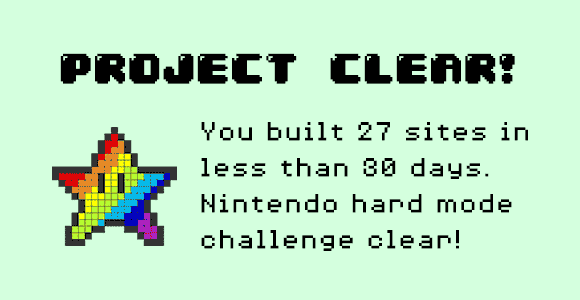 PROJECT CLEAR!
You built 27 sites in
less than 30 days.
Nintendo hard mode
challenge clear!